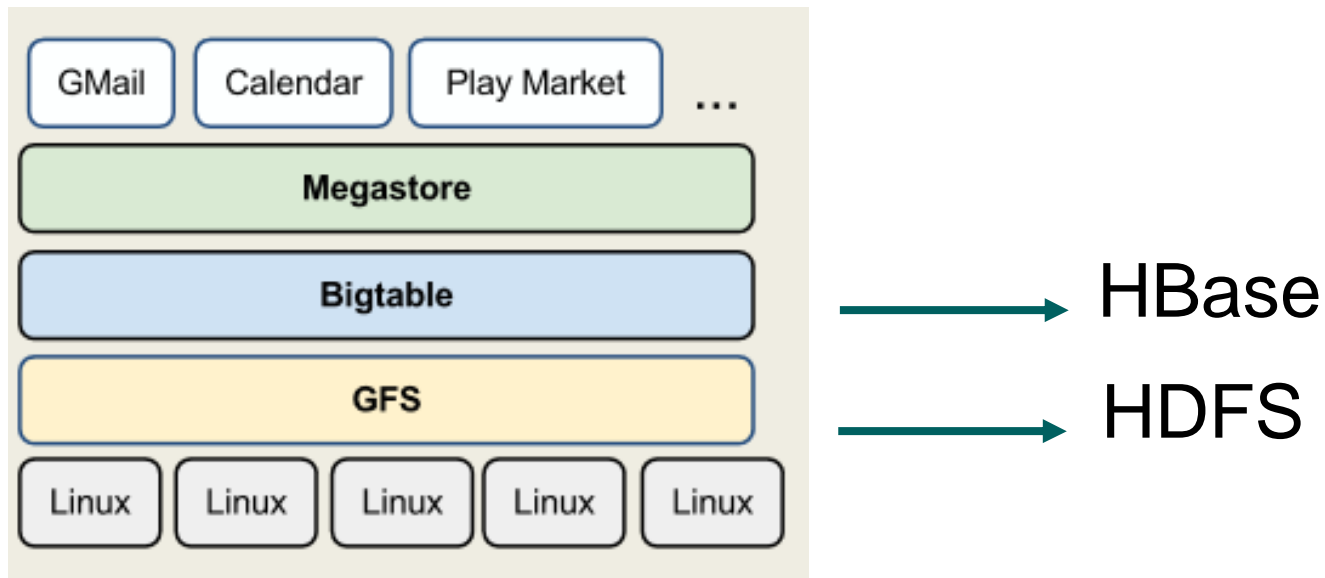 GMail Calendar Play Market ...
Megastore
Bigtable
HBase
GFS
HDFS
Linux Linux Linux Linux Linux